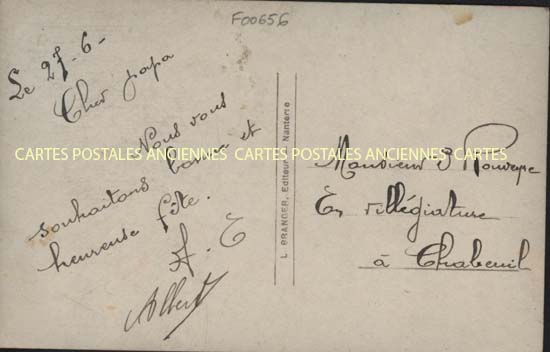 F00656
Le 27-6-
Cher papa
Nous vous
souhaitons bonne et
heureuse fête.
A. E
Albert
L. BRANGER, Editeur - Nanterre
Monsieur P Rouveyre
En villégiature
à Chabeuil
CARTES POSTALES ANCIENNES CARTES POSTALES ANCIENNES CARTES